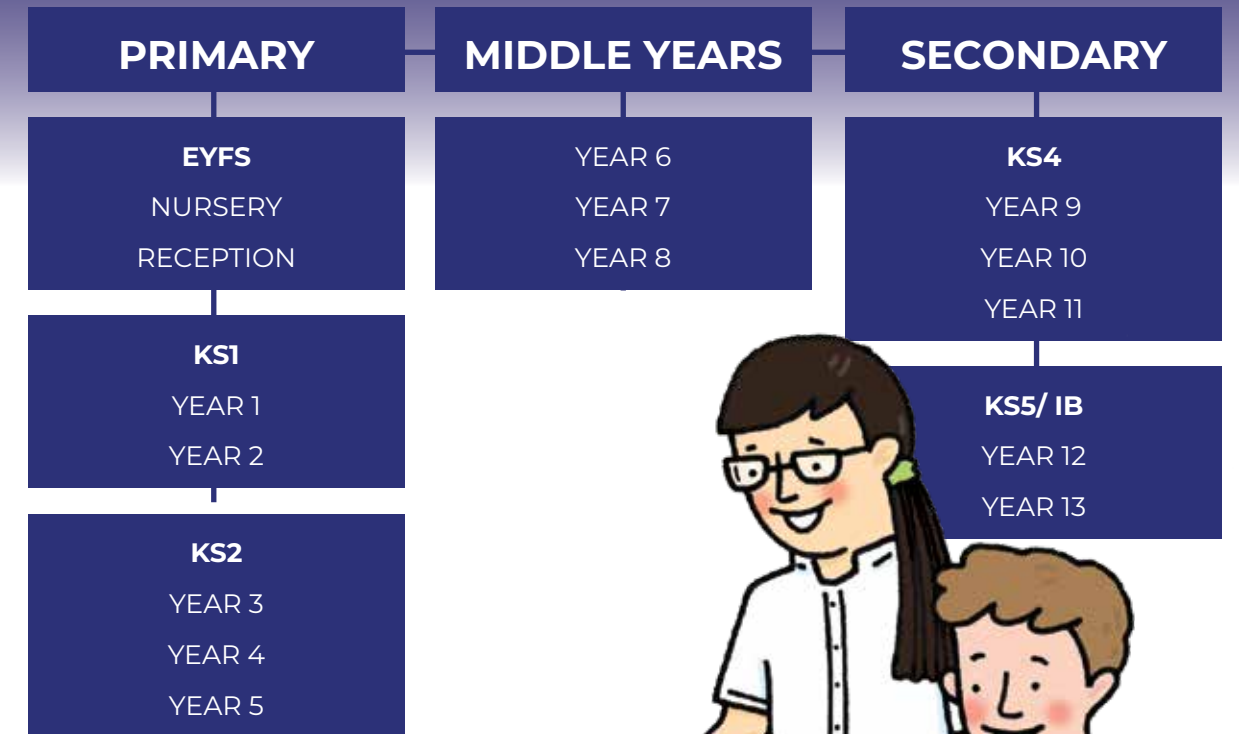 PRIMARY
EYFS
NURSERY
RECEPTION
KS1
YEAR 1
YEAR 2
KS2
YEAR 3
YEAR 4
YEAR 5
MIDDLE YEARS
YEAR 6
YEAR 7
YEAR 8
SECONDARY
KS4
YEAR 9
YEAR 10
YEAR 11
KS5/ IB
YEAR 12
YEAR 13